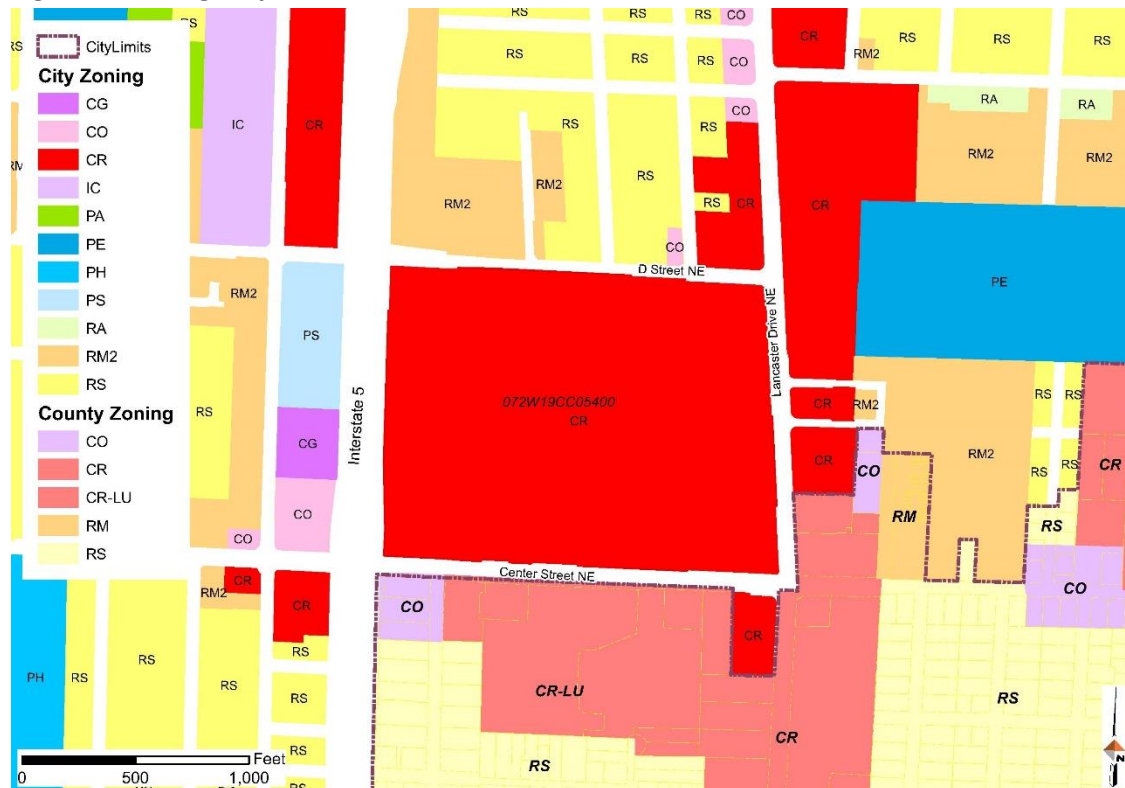 CityLimits
City Zoning
CG
CO
CR
IC
PA
PE
PH
PS
RA
RM2
RS
County Zoning
CO
CR
CR-LU
RM
RS
0 500 1,000 Feet
RS
IC
CR
RS
RS
RS
CO
RS
RS
RS
CO
RS
RS
CO
RM2
RM2
RS
RS
RS
CR
CO
CR
RM2
RS
RS
RS
RA
RA
RM2
RM2
CR
PE
D Street NE
Lancaster Drive NE
RM2
RS
CO
PS
CG
CO
Interstate 5
072W19CC05400
CR
CR
RM2
CR
CO
RM
RM2
RS
RS
RS
RS
CR
RS
CO
Center Street NE
PH
RS
RS
RM2
CR
RS
CR
RS
RS
RS
RS
CO
CR-LU
RS
CR
CR
RS
N